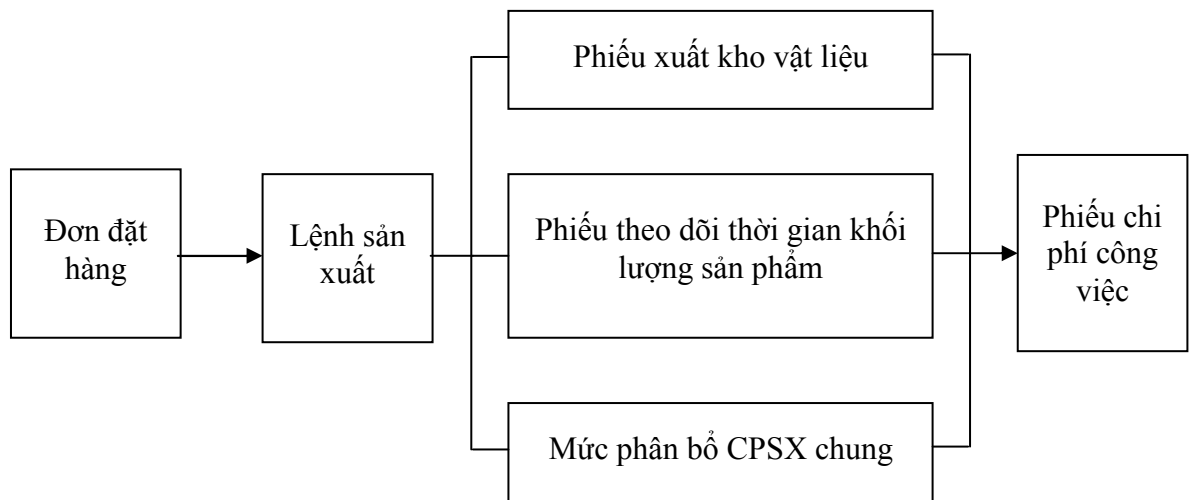 Phiếu xuất kho vật liệu
Đơn đặt
hàng
Lệnh sản
xuất
Phiếu theo dõi thời gian khối
lượng sản phẩm
Phiếu chi
phí công
việc
Mức phân bổ CPSX chung